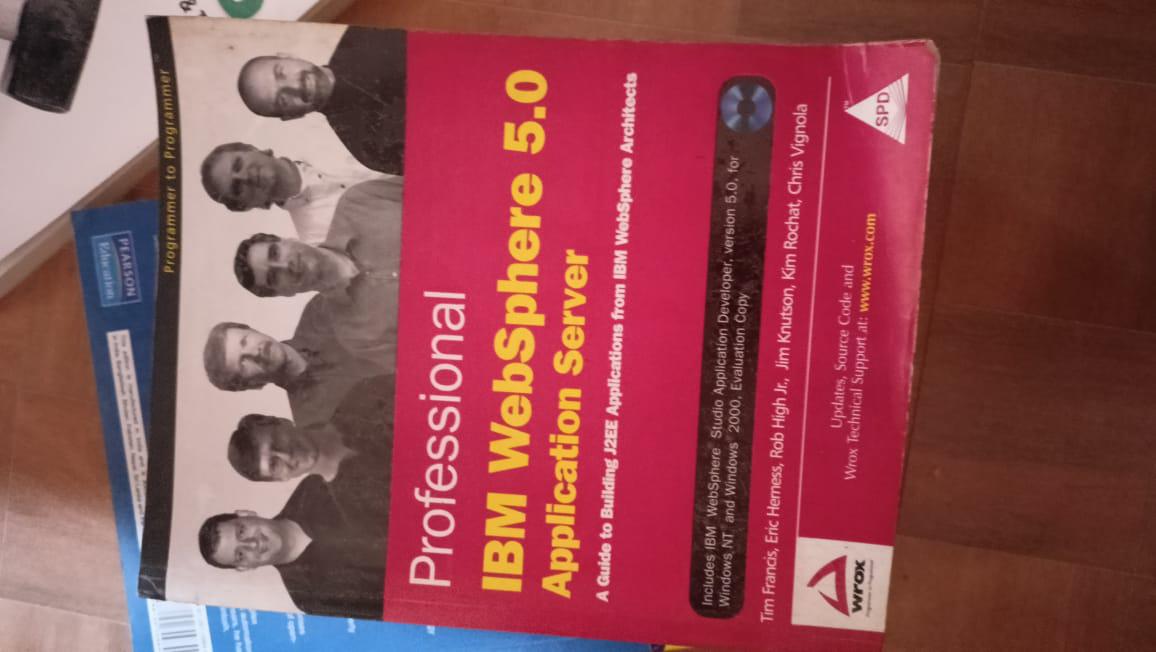 Programmer to Programmer
Professional
IBM WebSphere 5.0
Application Server
A Guide to Building J2EE Applications from IBM WebSphere Architects
Includes IBM WebSphere Studio Application Developer, version 5.0, for
Windows NT and Windows 2000, Evaluation Copy
Tim Francis, Eric Herness, Rob High Jr., Jim Knutson, Kim Rochat, Chris Vignola
Updates, Source Code and
Wrox Technical Support at: www.wrox.com
wrox
SPD
PEARSON
Education